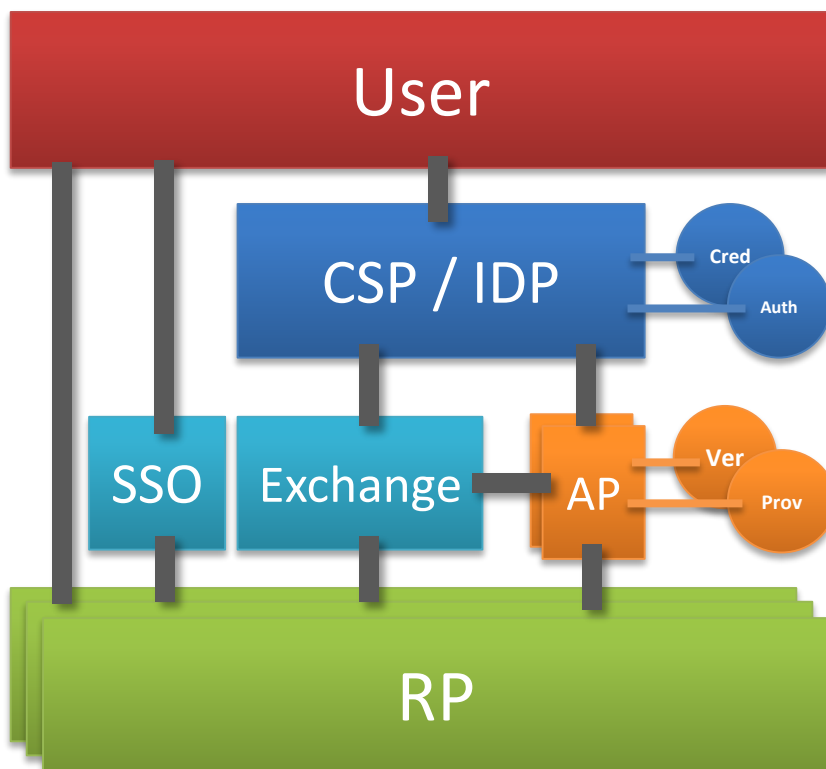 User
CSP / IDP
Cred
Auth
SSO
Exchange
AP
Ver
Prov
RP